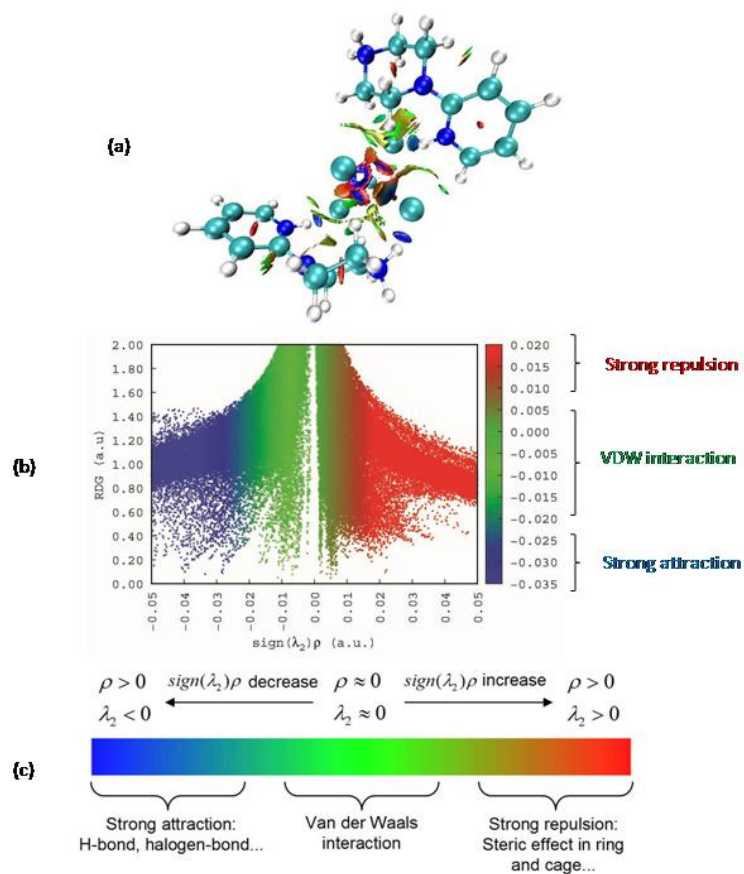 (a)
(b)
2.00
1.80
1.60
1.40
1.20
1.00
0.80
0.60
0.40
0.20
0.00
RDG (a.u)
-0.05
-0.04
-0.03
-0.02
-0.01
0.00
0.01
0.02
0.03
0.04
0.05
sign(λ₂)ρ (a.u.)
0.020
0.015
0.010
0.005
0.000
-0.005
-0.010
-0.015
-0.020
-0.025
-0.030
-0.035
Strong repulsion
VDW interaction
Strong attraction
ρ > 0 sign(λ₂)ρ decrease ρ ≈ 0 sign(λ₂)ρ increase ρ > 0
λ₂ < 0 λ₂ ≈ 0 λ₂ > 0
(c)
Strong attraction:
H-bond, halogen-bond...
Van der Waals
interaction
Strong repulsion:
Steric effect in ring
and cage...